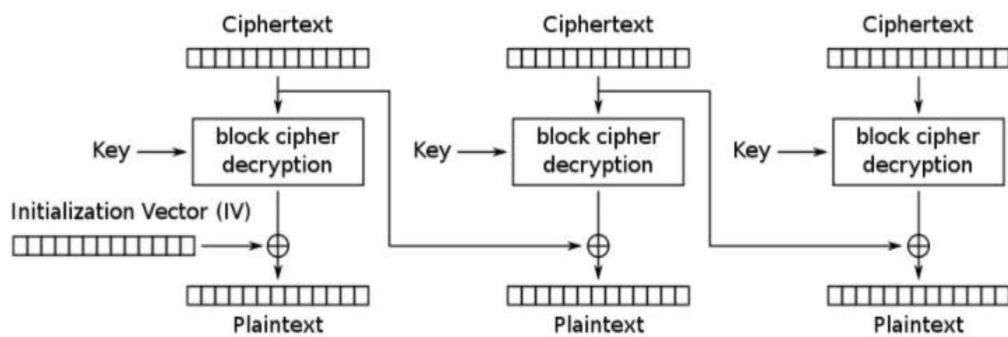 Ciphertext
Ciphertext
Ciphertext
Key
block cipher
decryption
Key
block cipher
decryption
Key
block cipher
decryption
Initialization Vector (IV)
Plaintext
Plaintext
Plaintext